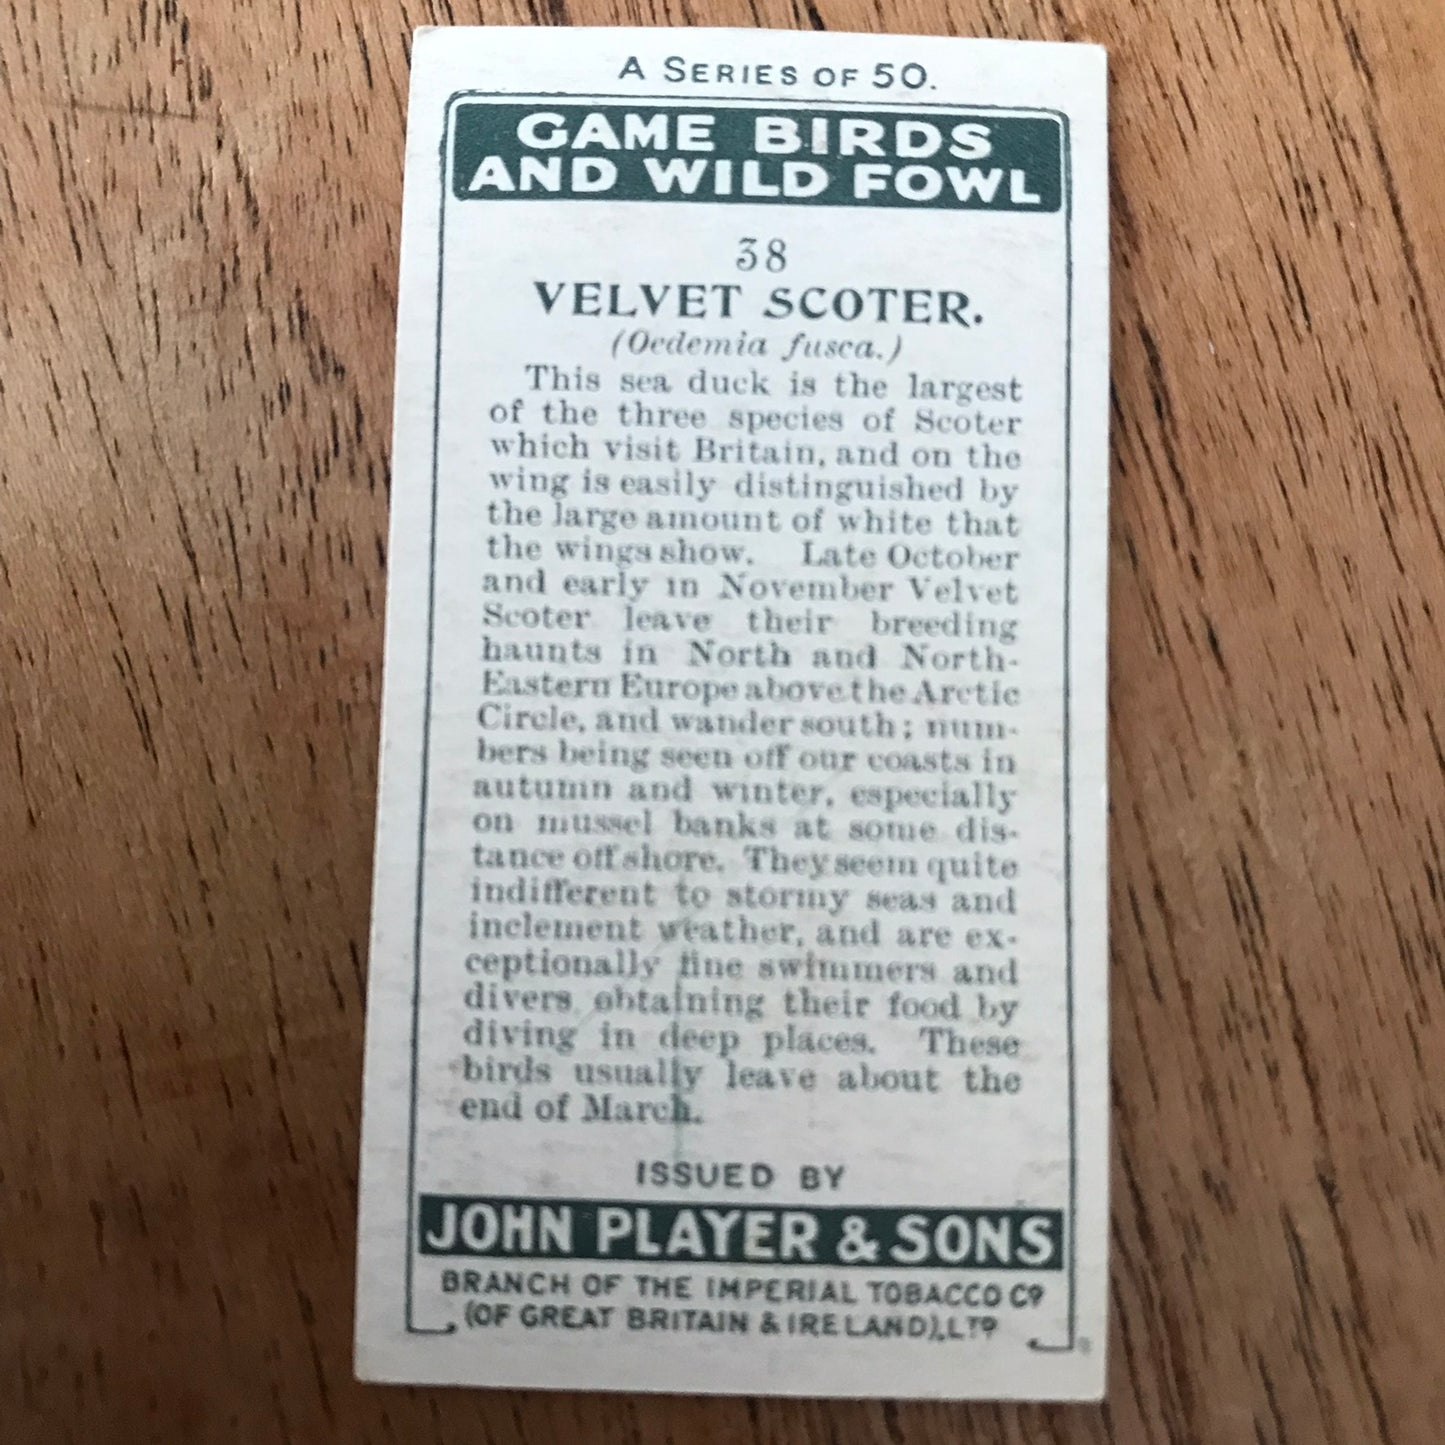 A SERIES OF 50.
GAME BIRDS
AND WILD FOWL
38
VELVET SCOTER.
(Oedemia fusca.)
This sea duck is the largest
of the three species of Scoter
which visit Britain, and on the
wing is easily distinguished by
the large amount of white that
the wings show. Late October
and early in November Velvet
Scoter leave their breeding
haunts in North and North-
Eastern Europe above the Arctic
Circle, and wander south; num-
bers being seen off our coasts in
autumn and winter, especially
on mussel banks at some dis-
tance off shore. They seem quite
indifferent to stormy seas and
inclement weather, and are ex-
ceptionally fine swimmers and
divers, obtaining their food by
diving in deep places. These
birds usually leave about the
end of March.
ISSUED BY
JOHN PLAYER & SONS
BRANCH OF THE IMPERIAL TOBACCO CO
(OF GREAT BRITAIN & IRELAND), LTD